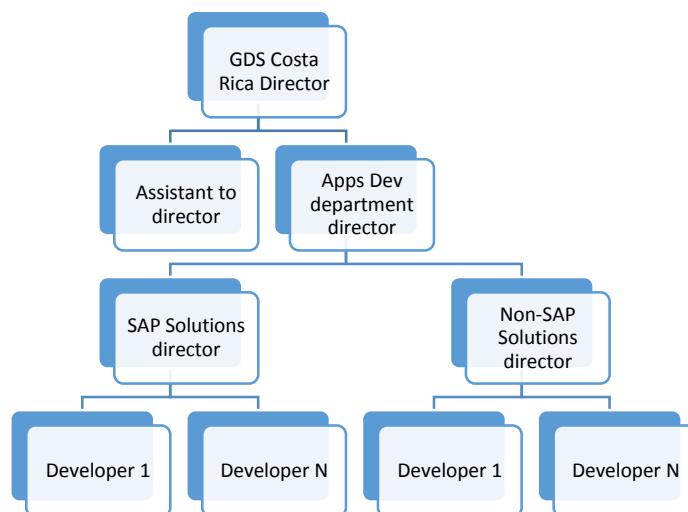 GDS Costa
Rica Director
Assistant to
director
Apps Dev
department
director
SAP Solutions
director
Non-SAP
Solutions
director
Developer 1
Developer N
Developer 1
Developer N